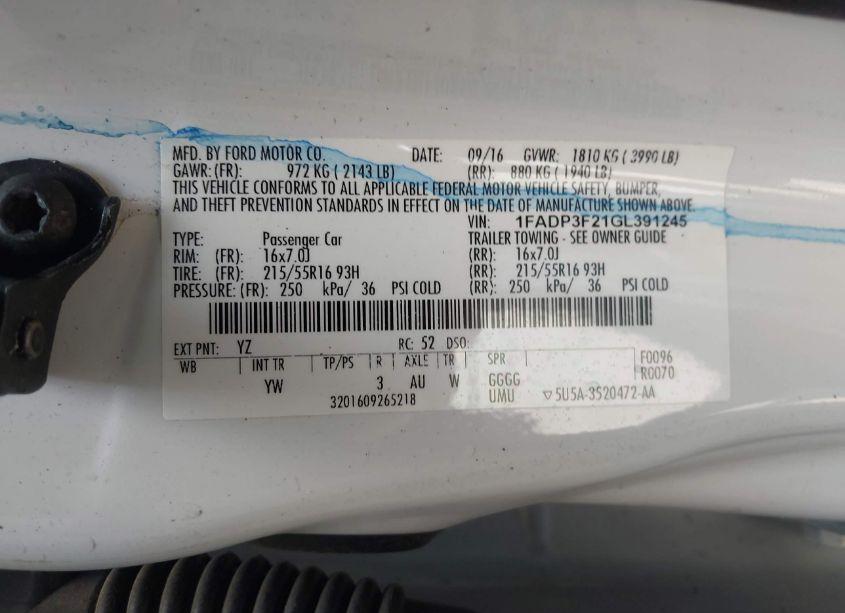 MFD. BY FORD MOTOR CO. DATE: 09/16 GVWR: 1810 KG ( 3990 LB)
GAWR: (FR): 972 KG ( 2143 LB) (RR): 880 KG ( 1940 LB)
THIS VEHICLE CONFORMS TO ALL APPLICABLE FEDERAL MOTOR VEHICLE SAFETY, BUMPER,
AND THEFT PREVENTION STANDARDS IN EFFECT ON THE DATE OF MANUFACTURE SHOWN ABOVE.
VIN: 1FADP3F21GL391245
TYPE: Passenger Car TRAILER TOWING - SEE OWNER GUIDE
RIM: (FR): 16x7.0J (RR): 16x7.0J
TIRE: (FR): 215/55R16 93H (RR): 215/55R16 93H
PRESSURE: (FR): 250 kPa/ 36 PSI COLD (RR): 250 kPa/ 36 PSI COLD
EXT PNT: YZ RC: 52 DSO:
WB INT TR TP/PS R AXLE TR SPR F0096
R0070
YW 3 AU W GGGG
UMU ▽5U5A-3520472-AA
3201609265218